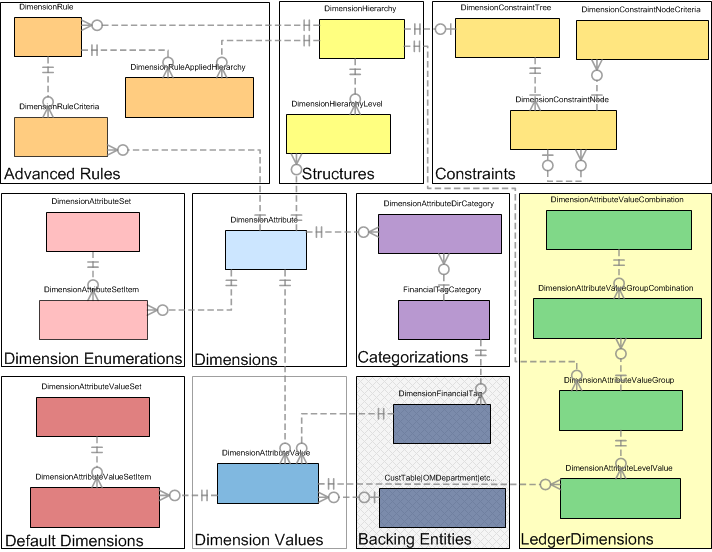 DimensionRule
DimensionRuleAppliedHierarchy
DimensionRuleCriteria
Advanced Rules
DimensionHierarchy
DimensionHierarchyLevel
Structures
DimensionConstraintTree
DimensionConstraintNodeCriteria
DimensionConstraintNode
Constraints
DimensionAttributeSet
DimensionAttributeSetItem
Dimension Enumerations
DimensionAttribute
Dimensions
DimensionAttributeDirCategory
FinancialTagCategory
Categorizations
DimensionAttributeValueCombination
DimensionAttributeValueGroupCombination
DimensionAttributeValueGroup
DimensionAttributeLevelValue
LedgerDimensions
DimensionAttributeValueSet
DimensionAttributeValueSetItem
Default Dimensions
DimensionAttributeValue
Dimension Values
DimensionFinancialTag
CustTable|OMDepartment|etc...
Backing Entities